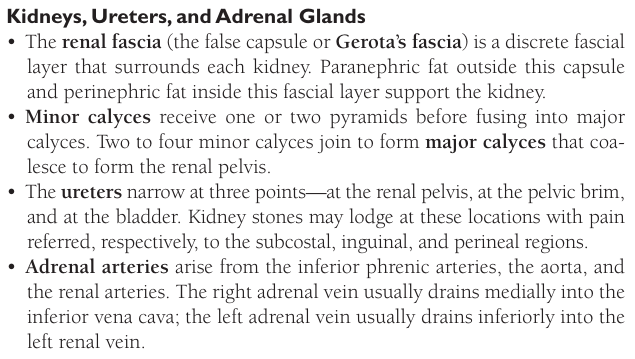 Kidneys, Ureters, and Adrenal Glands
• The renal fascia (the false capsule or Gerota's fascia) is a discrete fascial
layer that surrounds each kidney. Paranephric fat outside this capsule
and perinephric fat inside this fascial layer support the kidney.
• Minor calyces receive one or two pyramids before fusing into major
calyces. Two to four minor calyces join to form major calyces that coa-
lesce to form the renal pelvis.
• The ureters narrow at three points—at the renal pelvis, at the pelvic brim,
and at the bladder. Kidney stones may lodge at these locations with pain
referred, respectively, to the subcostal, inguinal, and perineal regions.
• Adrenal arteries arise from the inferior phrenic arteries, the aorta, and
the renal arteries. The right adrenal vein usually drains medially into the
inferior vena cava; the left adrenal vein usually drains inferiorly into the
left renal vein.